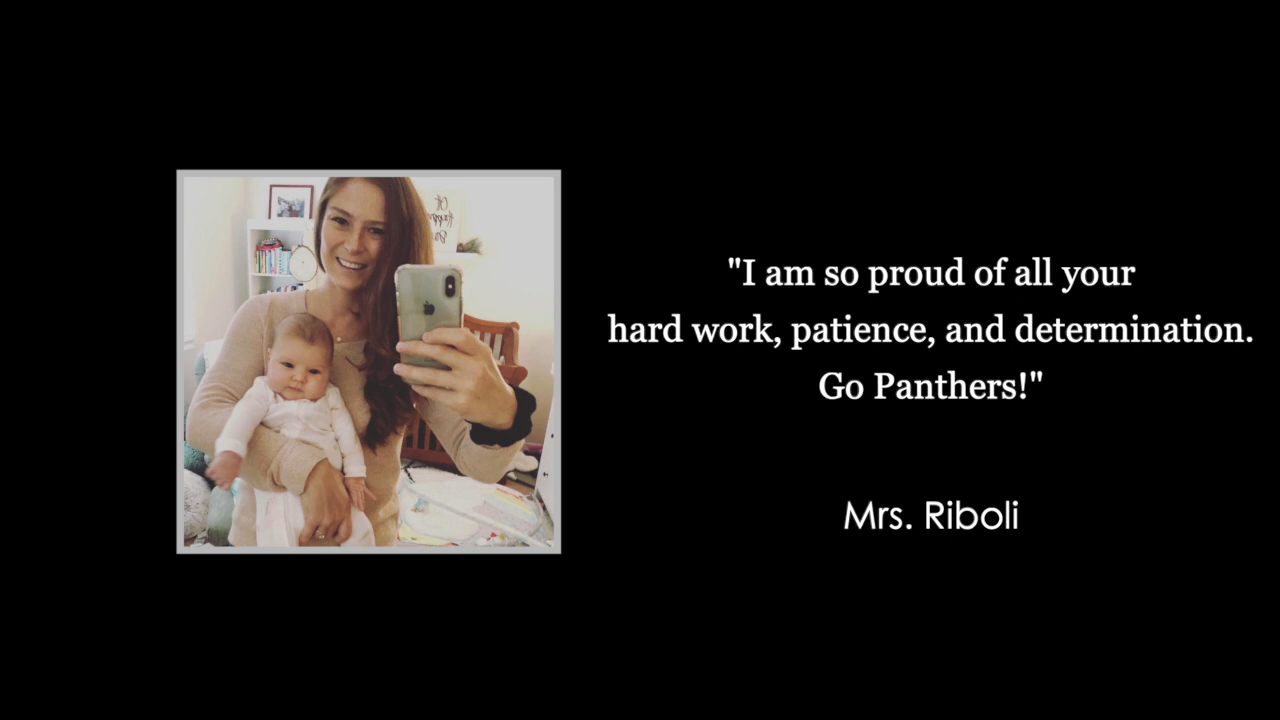 "I am so proud of all your
hard work, patience, and determination.
Go Panthers!"
Mrs. Riboli